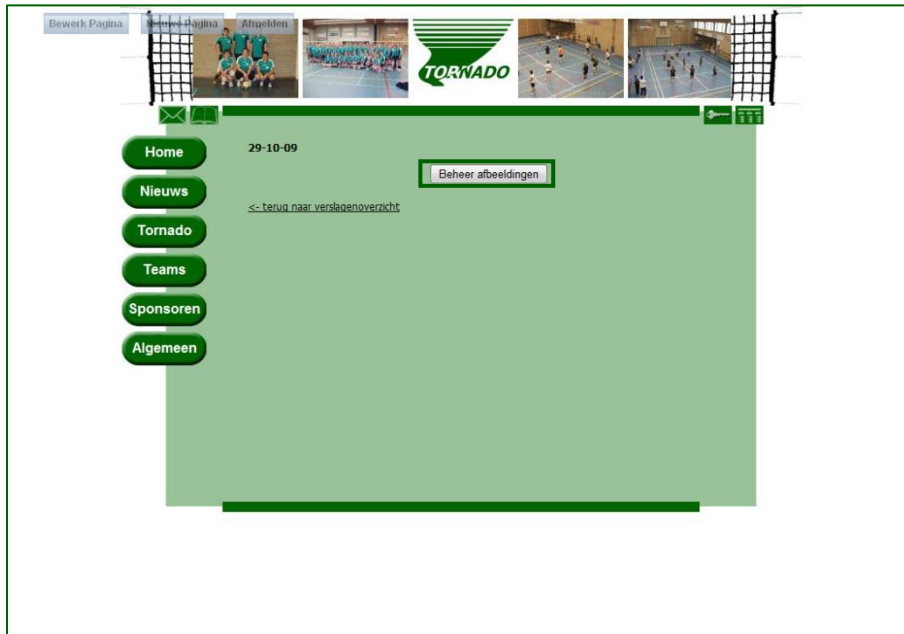 Bewerk Pagina
Nieuwe Pagina
Afmelden
TORNADO
Home
Nieuws
Tornado
Teams
Sponsoren
Algemeen
29-10-09
Beheer afbeeldingen
<- terug naar verslagenoverzicht